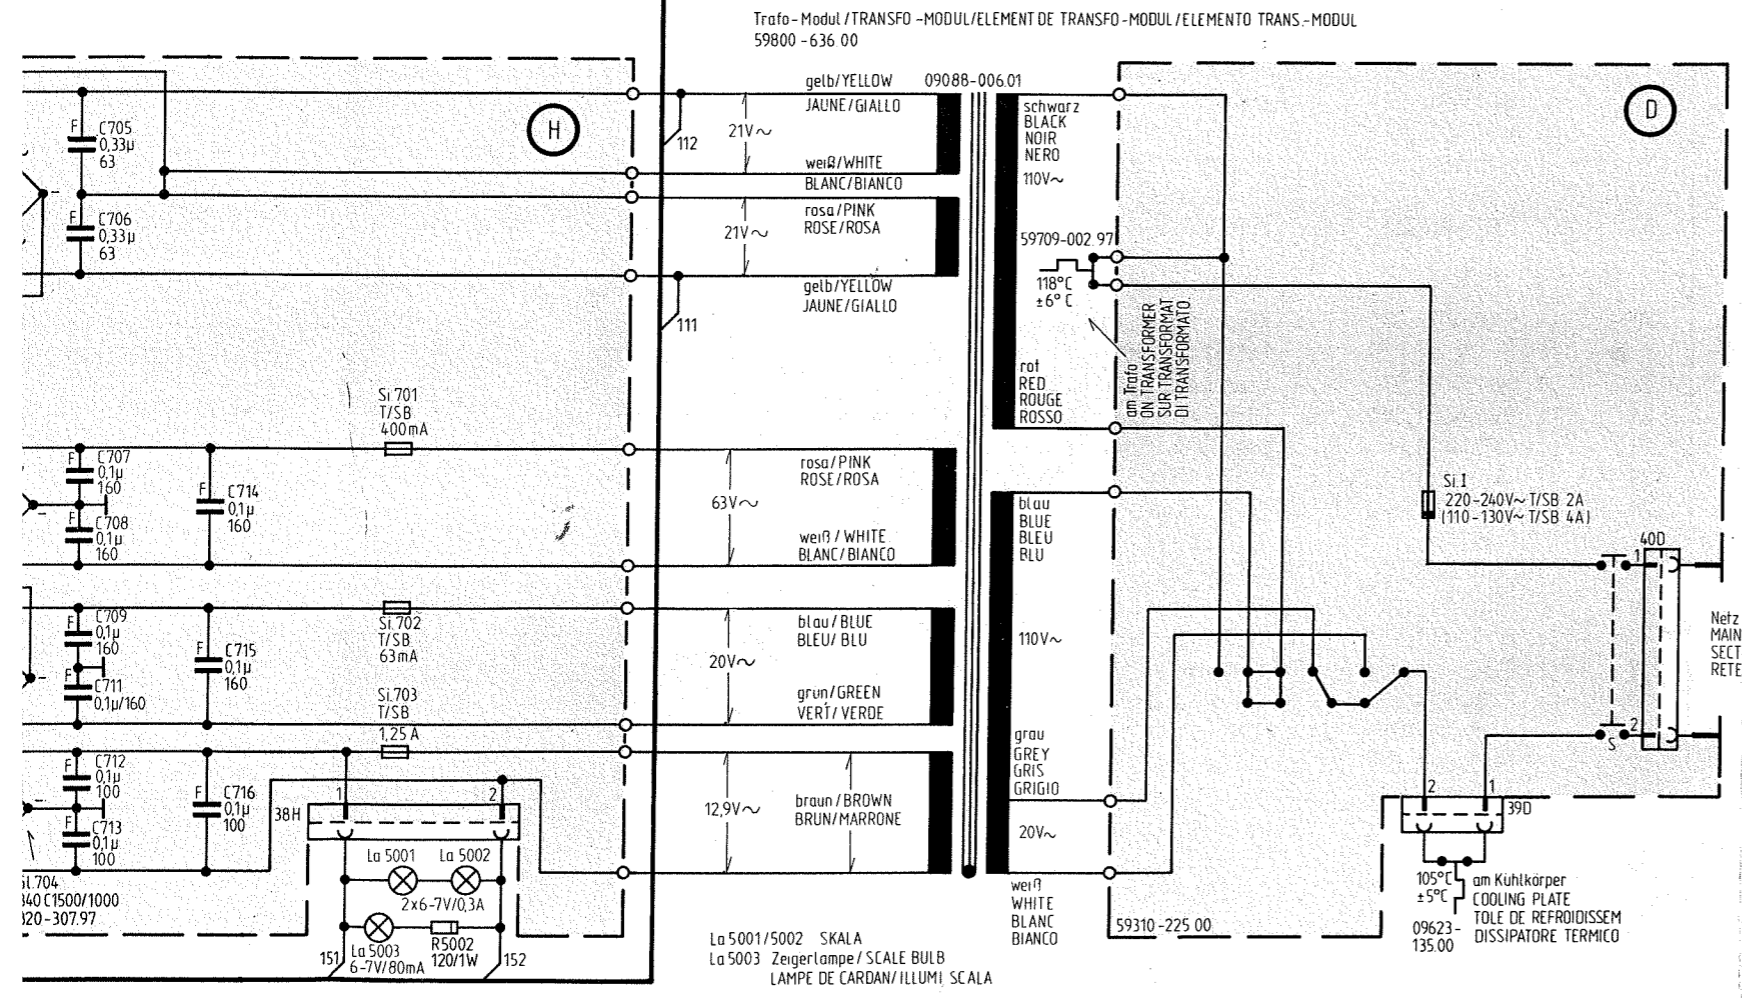 Trafo-Modul/TRANSFO-MODUL/ELEMENT DE TRANSFO-MODUL/ELEMENTO TRANS.-MODUL
59800-636.00
H
D
F
C705
0,33µ
63
F
C706
0,33µ
63
-
112
111
gelb/YELLOW
JAUNE/GIALLO
21V~
weiß/WHITE
BLANC/BIANCO
rosa/PINK
ROSE/ROSA
21V~
gelb/YELLOW
JAUNE/GIALLO
09088-006.01
schwarz
BLACK
NOIR
NERO
110V~
59709-002.97
118°C
±6°C
am Trafo
ON TRANSFORMER
SUR TRANSFORMAT
DI TRANSFORMATO
rot
RED
ROUGE
ROSSO
Si.701
T/SB
400mA
F
C707
0,1µ
160
-
F
C708
0,1µ
160
F
C714
0,1µ
160
rosa/PINK
ROSE/ROSA
63V~
weiß/WHITE
BLANC/BIANCO
blau
BLUE
BLEU
BLU
110V~
Si.I
220-240V~ T/SB 2A
(110-130V~ T/SB 4A)
40D
1
2
S
Netz
MAIN
SECT
RETE
F
C709
0,1µ
160
-
F
C711
0,1µ/160
F
C715
0,1µ
160
Si.702
T/SB
63mA
blau/BLUE
BLEU/BLU
20V~
grün/GREEN
VERT/VERDE
Si.703
T/SB
1,25A
grau
GREY
GRIS
GRIGIO
20V~
weiß
WHITE
BLANC
BIANCO
F
C712
0,1µ
100
-
F
C713
0,1µ
100
F
C716
0,1µ
100
12,9V~
braun/BROWN
BRUN/MARRONE
38H
1
2
La 5001
La 5002
2x6-7V/0,3A
La 5003
6-7V/80mA
R5002
120/1W
151
152
Gl.704
C1500/1000
-307.97
2
1
39D
105°C
±5°C
09623-
135.00
am Kühlkörper
COOLING PLATE
TOLE DE REFROIDISSEM
DISSIPATORE TERMICO
59310-225.00
La 5001/5002 SKALA
La 5003 Zeigerlampe/SCALE BULB
LAMPE DE CARDAN/ILLUMI SCALA